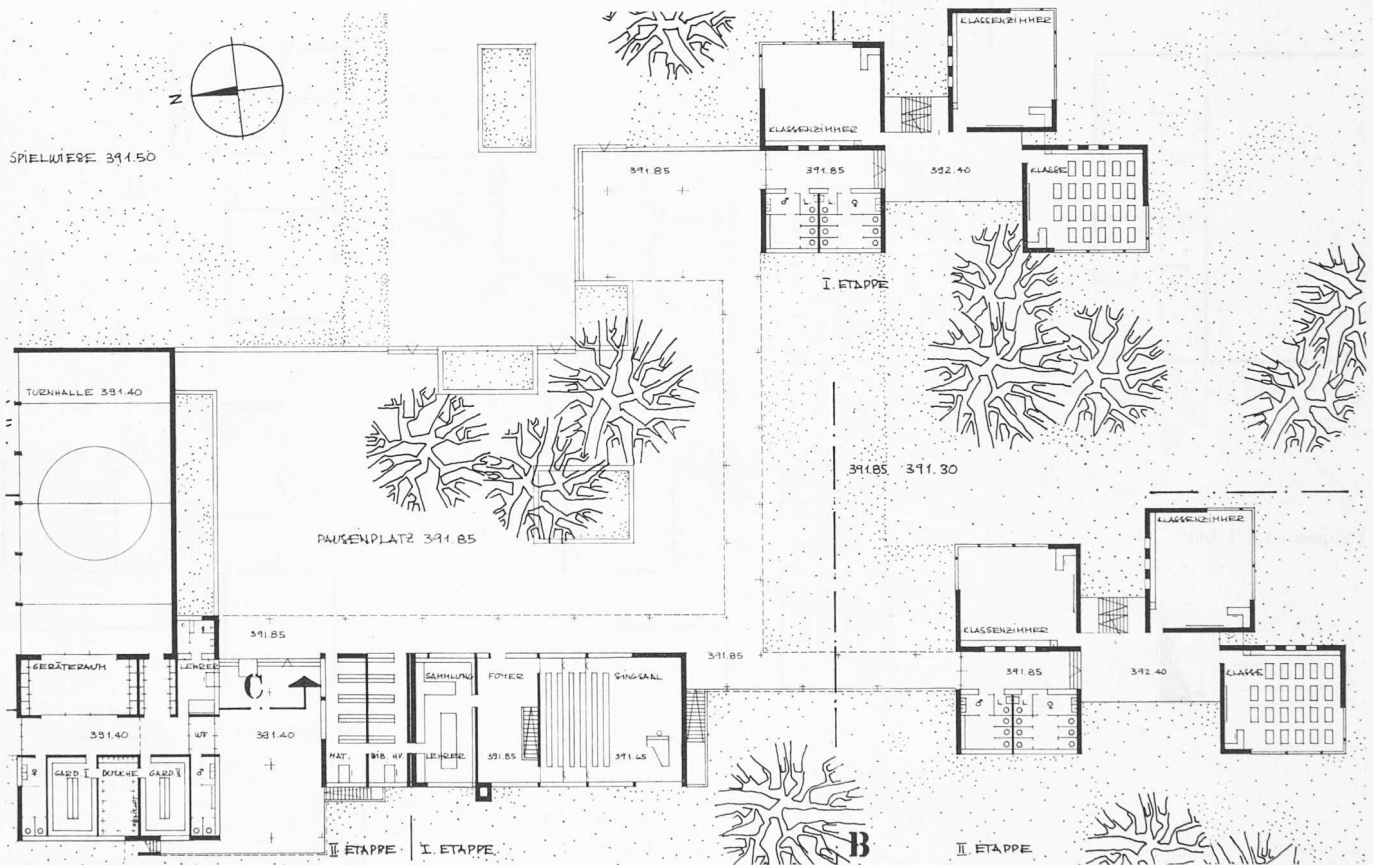 KLASSENZIMMER
N
KLASSENZIMMER
SPIELWIESE 391.50
391.85
391.85
392.40
KLASSE
I. ETAPPE
TURNHALLE 391.40
391.85 391.30
KLASSENZIMMER
PAUSENPLATZ 391.85
KLASSENZIMMER
391.85
391.85
GERÄTERAUM
LEHRER
C
SAMMLUNG
FOYER
SINGSAAL
391.85
392.40
KLASSE
391.40
391.40
MAT.
BIB. HV.
LEHRER
391.85
391.65
GARD. I
DUSCHE
GARD. II
II ETAPPE
I. ETAPPE
B
II. ETAPPE